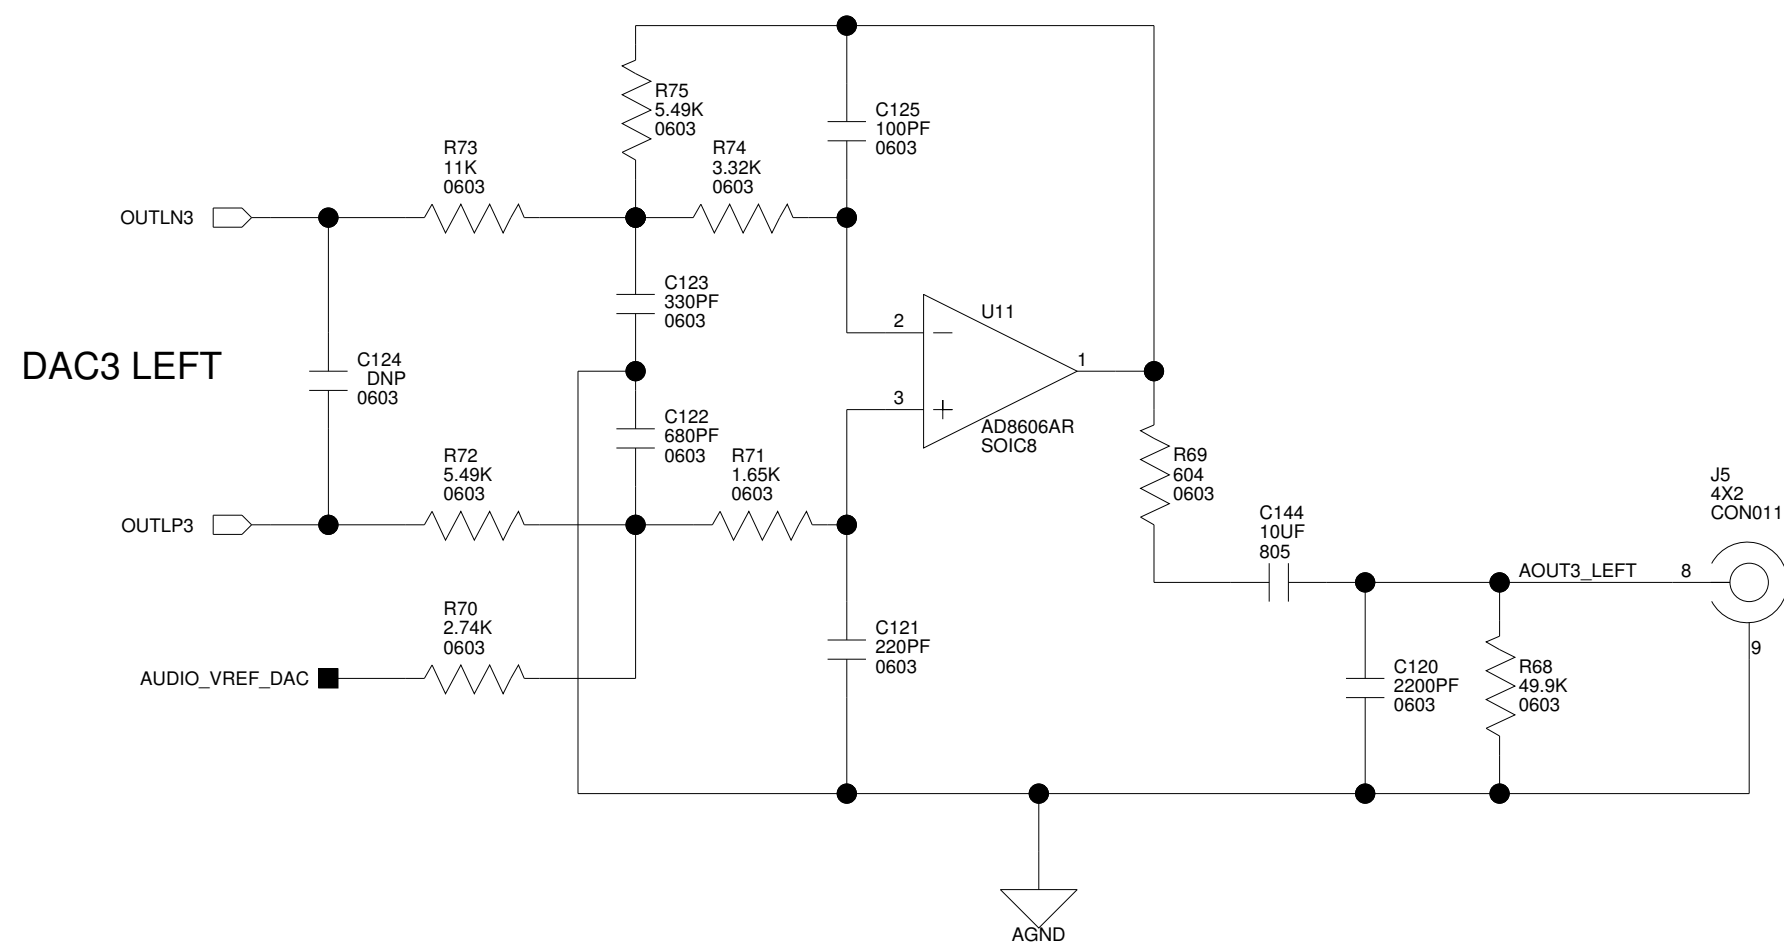 R75
5.49K
0603
C125
100PF
0603
R73
11K
0603
R74
3.32K
0603
OUTLN3
C123
330PF
0603
2
U11
1
DAC3 LEFT
C124
DNP
0603
3
AD8606AR
SOIC8
C122
680PF
0603
R72
5.49K
0603
R71
1.65K
0603
R69
604
0603
J5
4X2
CON011
OUTLP3
C144
10UF
805
AOUT3_LEFT
8
R70
2.74K
0603
C121
220PF
0603
9
AUDIO_VREF_DAC
C120
2200PF
0603
R68
49.9K
0603
AGND